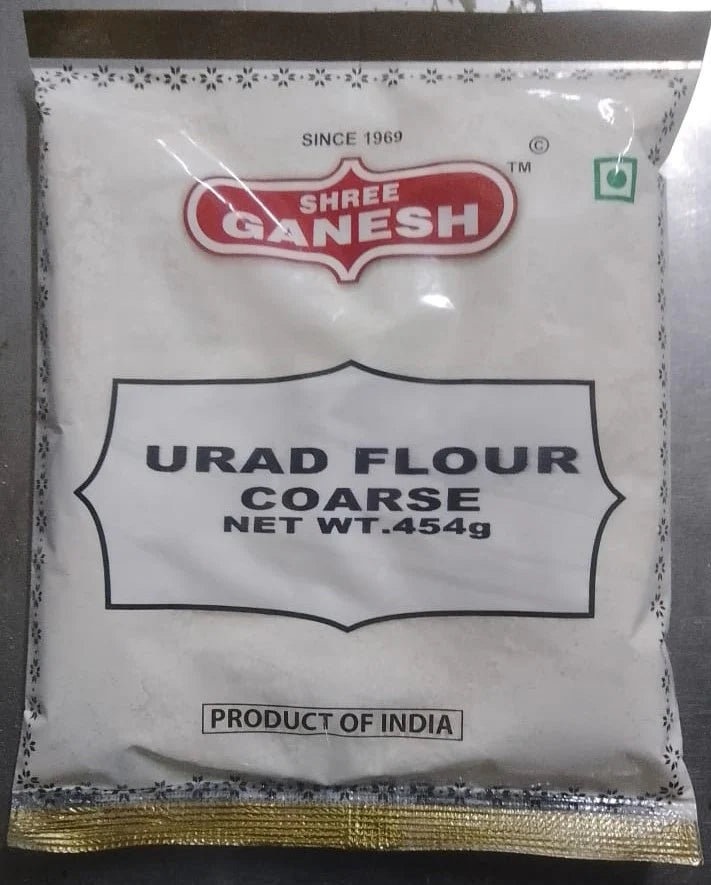 SINCE 1969
©
TM
SHREE
GANESH
URAD FLOUR
COARSE
NET WT.454g
PRODUCT OF INDIA